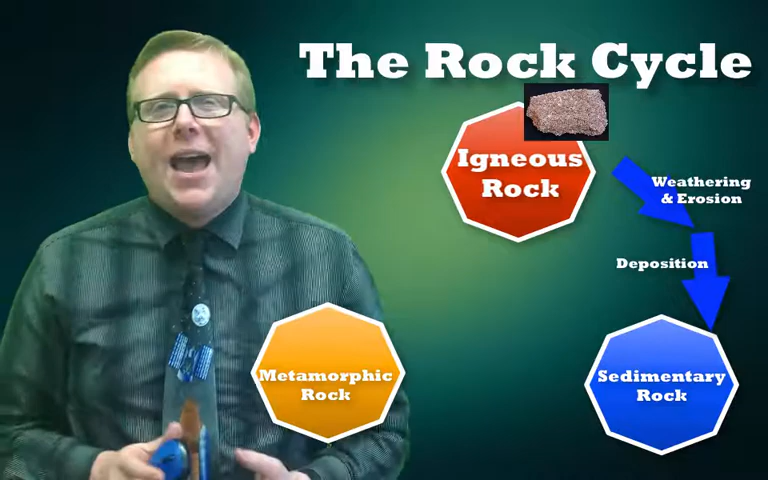 The Rock Cycle
Igneous
Rock
Weathering
& Erosion
Deposition
Metamorphic
Rock
Sedimentary
Rock